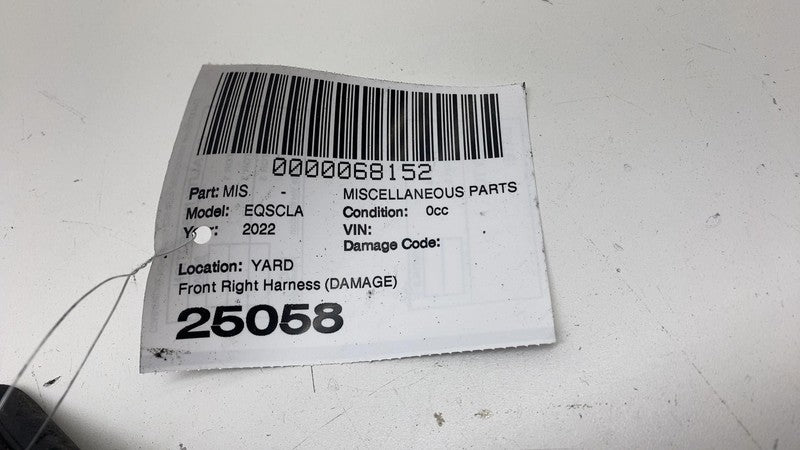 0000068152
Part: MIS. - MISCELLANEOUS PARTS
Model: EQSCLA Condition: 0cc
2022 VIN:
Damage Code:
Location: YARD
Front Right Harness (DAMAGE)
25058